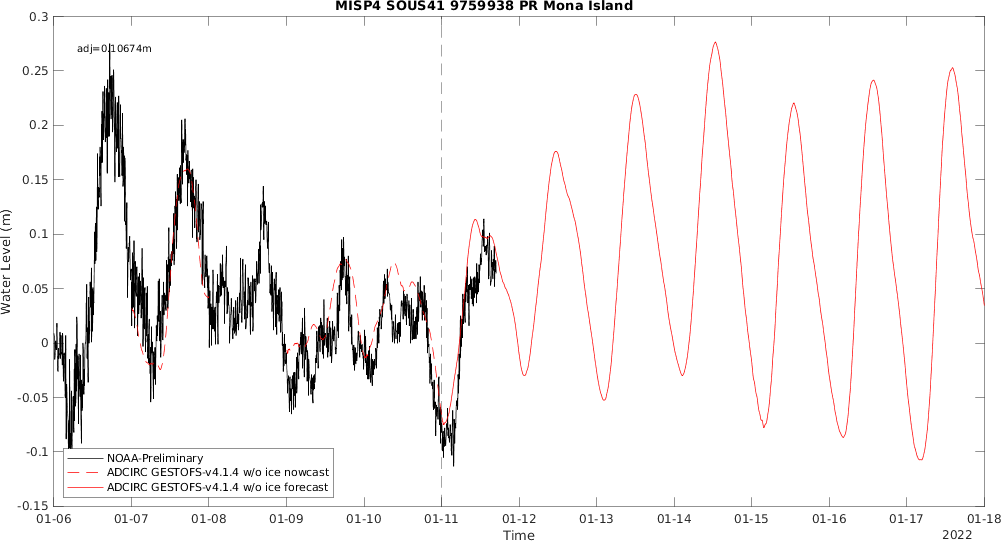 MISP4 SOUS41 9759938 PR Mona Island
0.3
0.25
0.2
0.15
0.1
0.05
0
-0.05
-0.1
-0.15
Water Level (m)
adj=0.10674m
NOAA-Preliminary
ADCIRC GESTOFS-v4.1.4 w/o ice nowcast
ADCIRC GESTOFS-v4.1.4 w/o ice forecast
01-06 01-07 01-08 01-09 01-10 01-11 01-12 01-13 01-14 01-15 01-16 01-17 01-18
Time
2022